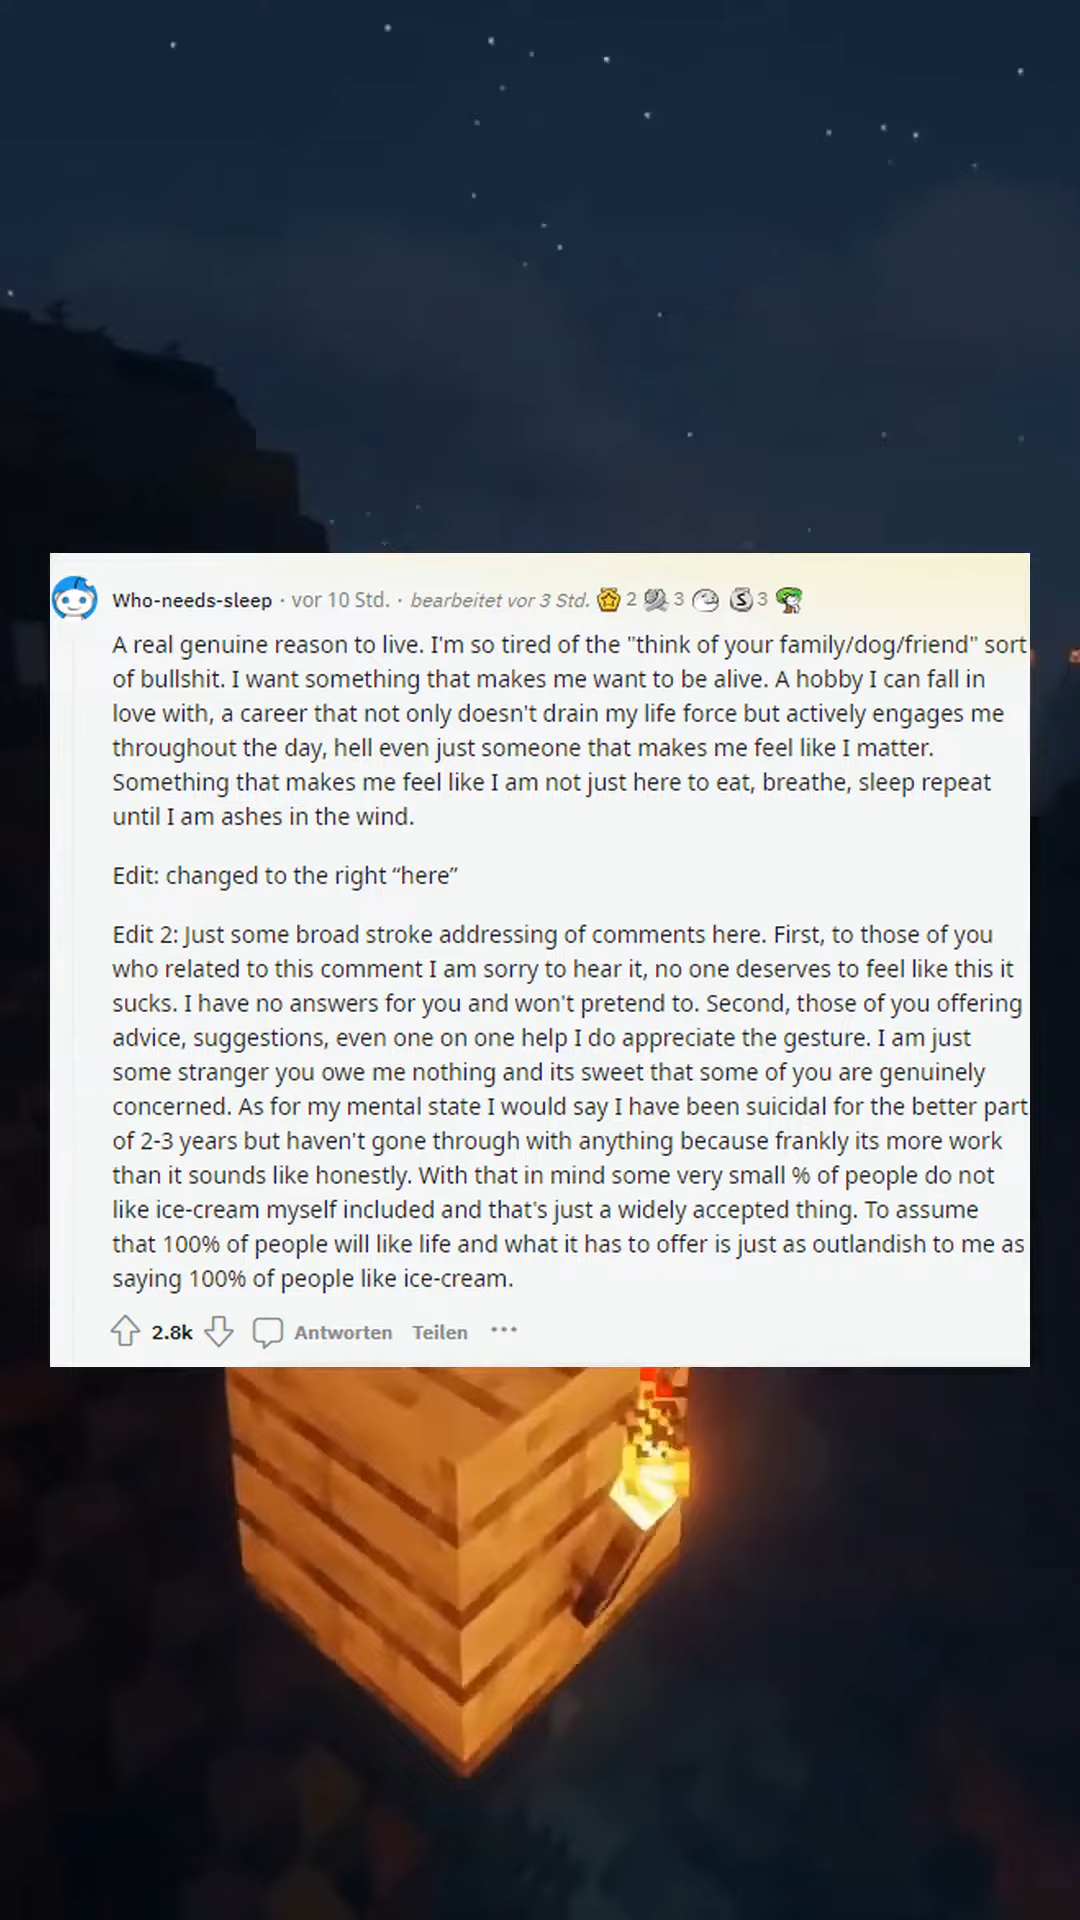 Who-needs-sleep · vor 10 Std. · bearbeitet vor 3 Std. 2 3 S 3
A real genuine reason to live. I'm so tired of the "think of your family/dog/friend" sort
of bullshit. I want something that makes me want to be alive. A hobby I can fall in
love with, a career that not only doesn't drain my life force but actively engages me
throughout the day, hell even just someone that makes me feel like I matter.
Something that makes me feel like I am not just here to eat, breathe, sleep repeat
until I am ashes in the wind.
Edit: changed to the right “here”
Edit 2: Just some broad stroke addressing of comments here. First, to those of you
who related to this comment I am sorry to hear it, no one deserves to feel like this it
sucks. I have no answers for you and won't pretend to. Second, those of you offering
advice, suggestions, even one on one help I do appreciate the gesture. I am just
some stranger you owe me nothing and its sweet that some of you are genuinely
concerned. As for my mental state I would say I have been suicidal for the better part
of 2-3 years but haven't gone through with anything because frankly its more work
than it sounds like honestly. With that in mind some very small % of people do not
like ice-cream myself included and that's just a widely accepted thing. To assume
that 100% of people will like life and what it has to offer is just as outlandish to me as
saying 100% of people like ice-cream.
2.8k Antworten Teilen ···